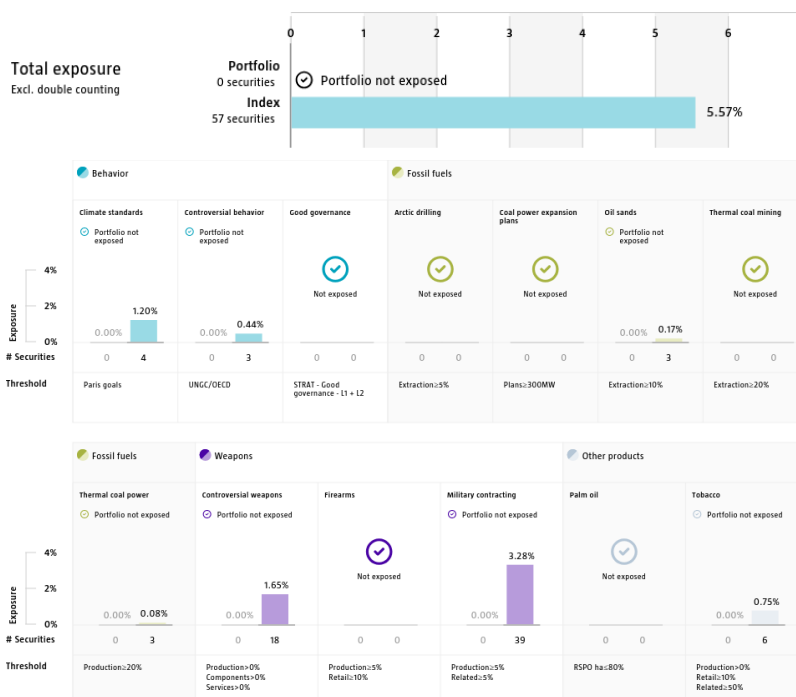 0 1 2 3 4 5 6
Total exposure
Excl. double counting
Portfolio
0 securities
Portfolio not exposed
Index
57 securities
5.57%
Behavior
Fossil fuels
Climate standards
Portfolio not
exposed
Controversial behavior
Portfolio not
exposed
Good governance
Not exposed
Arctic drilling
Not exposed
Coal power expansion
plans
Not exposed
Oil sands
Portfolio not
exposed
Thermal coal mining
Not exposed
Exposure
4%
2%
0%
0.00% 1.20%
0.00% 0.44%
0.00% 0.17%
# Securities 0 4 0 3 0 0 0 0 0 0 0 3 0 0
Threshold
Paris goals
UNGC/OECD
STRAT - Good
governance - L1 + L2
Extraction≥5%
Plans≥300MW
Extraction≥10%
Extraction≥20%
Fossil fuels
Weapons
Other products
Thermal coal power
Portfolio not exposed
Controversial weapons
Portfolio not exposed
Firearms
Not exposed
Military contracting
Portfolio not exposed
Palm oil
Not exposed
Tobacco
Portfolio not exposed
Exposure
4%
2%
0%
0.00% 0.08%
0.00% 1.65%
0.00% 3.28%
0.00% 0.75%
# Securities 0 3 0 18 0 0 0 39 0 0 0 6
Threshold
Production≥20%
Production>0%
Components>0%
Services>0%
Production≥5%
Retail≥10%
Production≥5%
Related≥5%
RSPO ha≤80%
Production>0%
Retail≥10%
Related≥50%